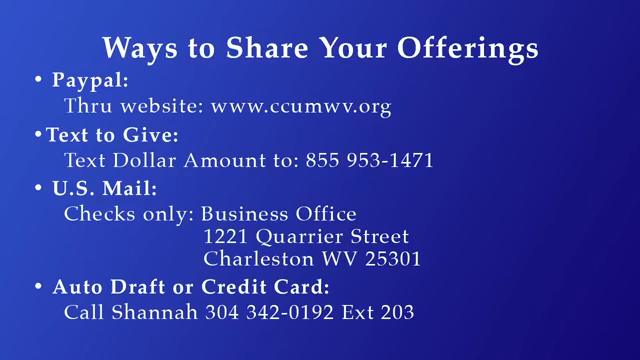 Ways to Share Your Offerings
• Paypal:
Thru website: www.ccumwv.org
•Text to Give:
Text Dollar Amount to: 855 953-1471
• U.S. Mail:
Checks only: Business Office
1221 Quarrier Street
Charleston WV 25301
• Auto Draft or Credit Card:
Call Shannah 304 342-0192 Ext 203